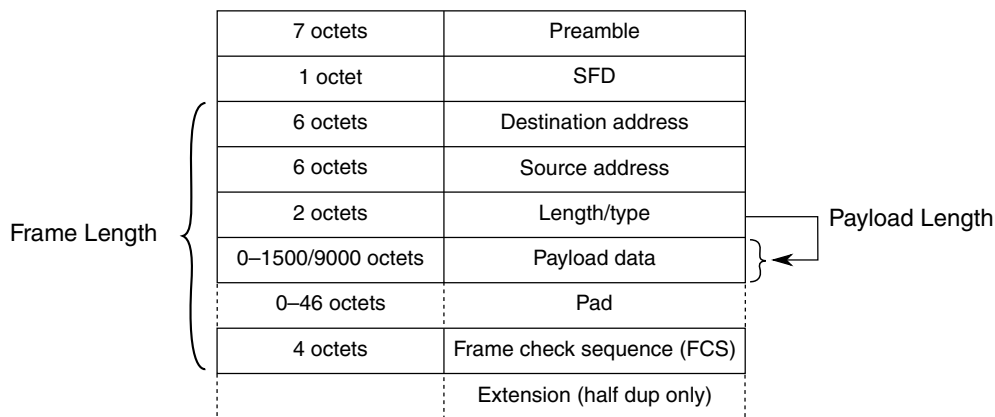 7 octets Preamble
1 octet SFD
6 octets Destination address
6 octets Source address
2 octets Length/type
0–1500/9000 octets Payload data
0–46 octets Pad
4 octets Frame check sequence (FCS)
Extension (half dup only)
Frame Length
Payload Length